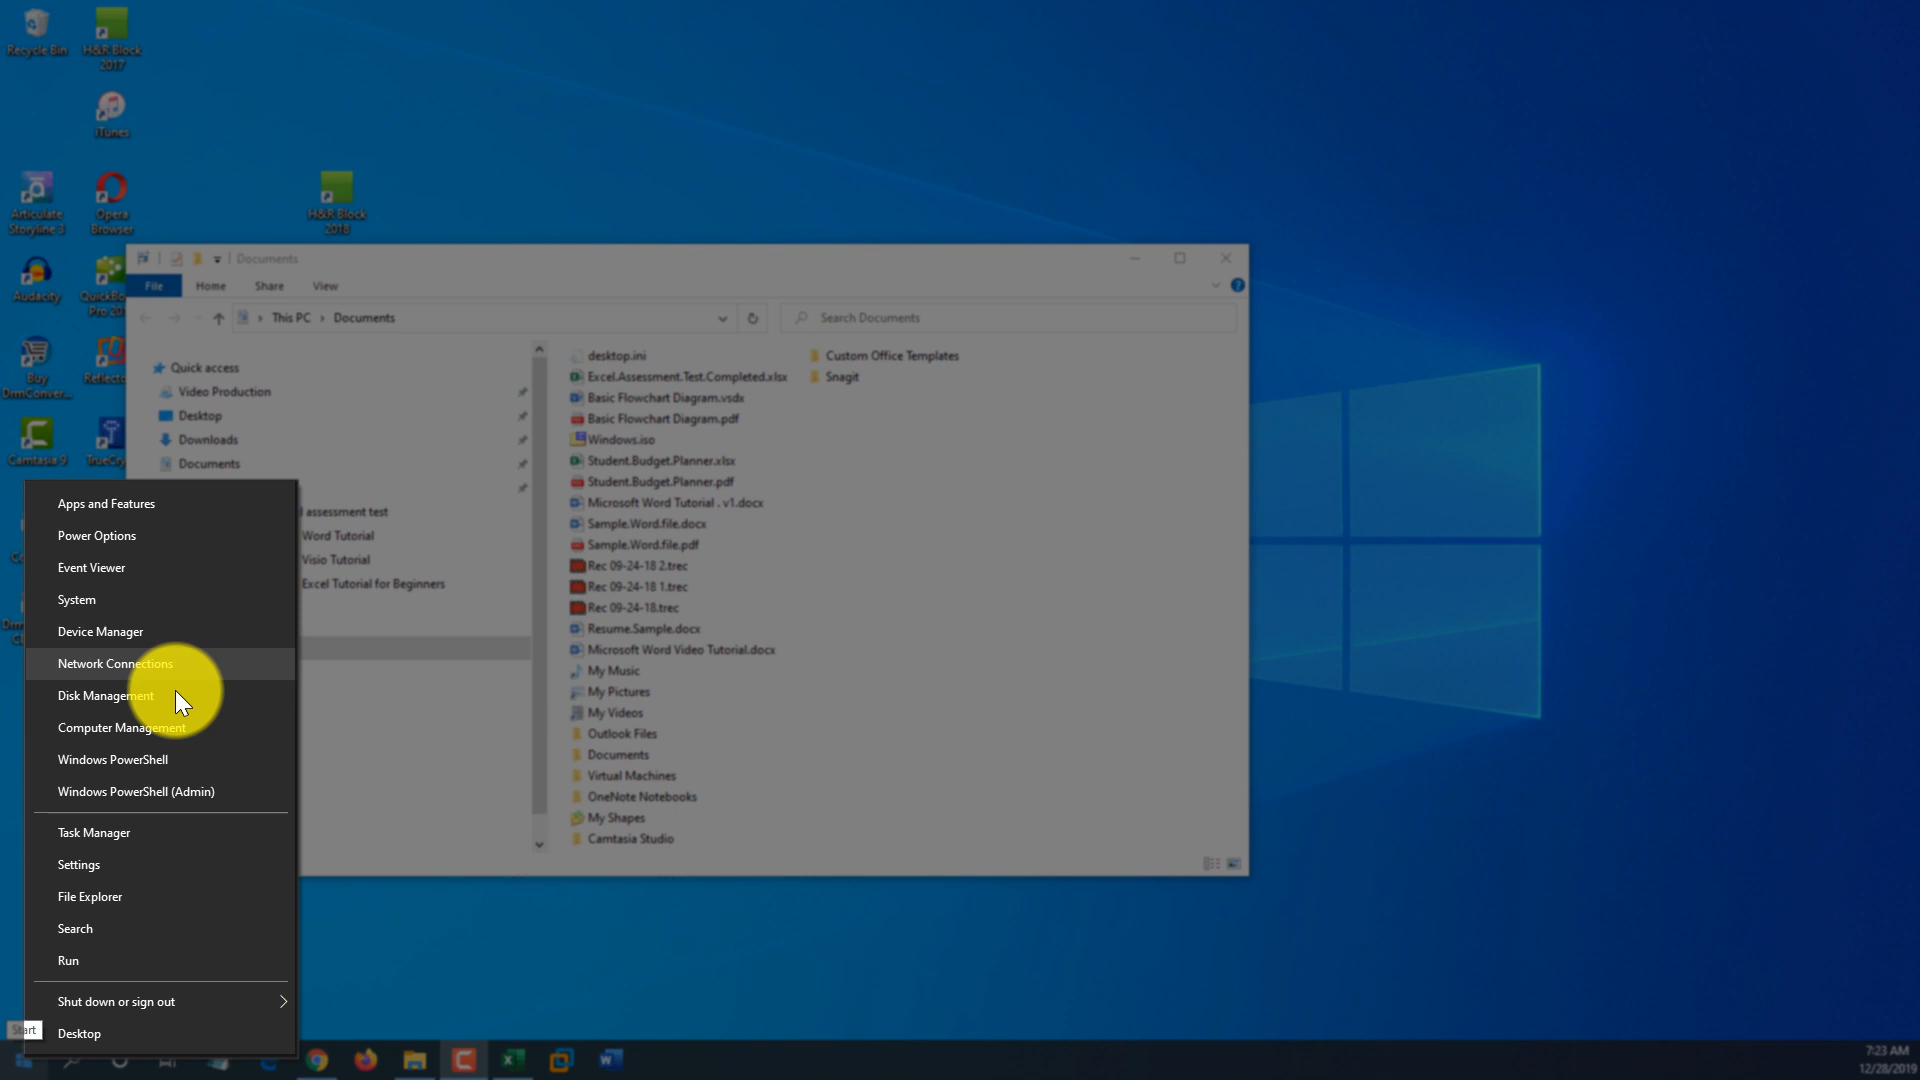 Recycle Bin
H&R Block
2017
iTunes
Articulate
Storyline 3
Opera
Browser
H&R Block
2018
Audacity
QuickBo
Pro 20
Buy
DrmConver...
Reflecto
Camtasia 9
TrueCry
Documents
File
Home
Share
View
This PC
Documents
Search Documents
Quick access
Video Production
Desktop
Downloads
Documents
l assessment test
Word Tutorial
Visio Tutorial
Excel Tutorial for Beginners
desktop.ini
Excel.Assessment.Test.Completed.xlsx
Basic Flowchart Diagram.vsdx
Basic Flowchart Diagram.pdf
Windows.iso
Student.Budget.Planner.xlsx
Student.Budget.Planner.pdf
Microsoft Word Tutorial . v1.docx
Sample.Word.file.docx
Sample.Word.file.pdf
Rec 09-24-18 2.trec
Rec 09-24-18 1.trec
Rec 09-24-18.trec
Resume.Sample.docx
Microsoft Word Video Tutorial.docx
My Music
My Pictures
My Videos
Outlook Files
Documents
Virtual Machines
OneNote Notebooks
My Shapes
Camtasia Studio
Custom Office Templates
Snagit
Apps and Features
Power Options
Event Viewer
System
Device Manager
Network Connections
Disk Management
Computer Management
Windows PowerShell
Windows PowerShell (Admin)
Task Manager
Settings
File Explorer
Search
Run
Shut down or sign out
Desktop
Start
7:23 AM
12/28/2019